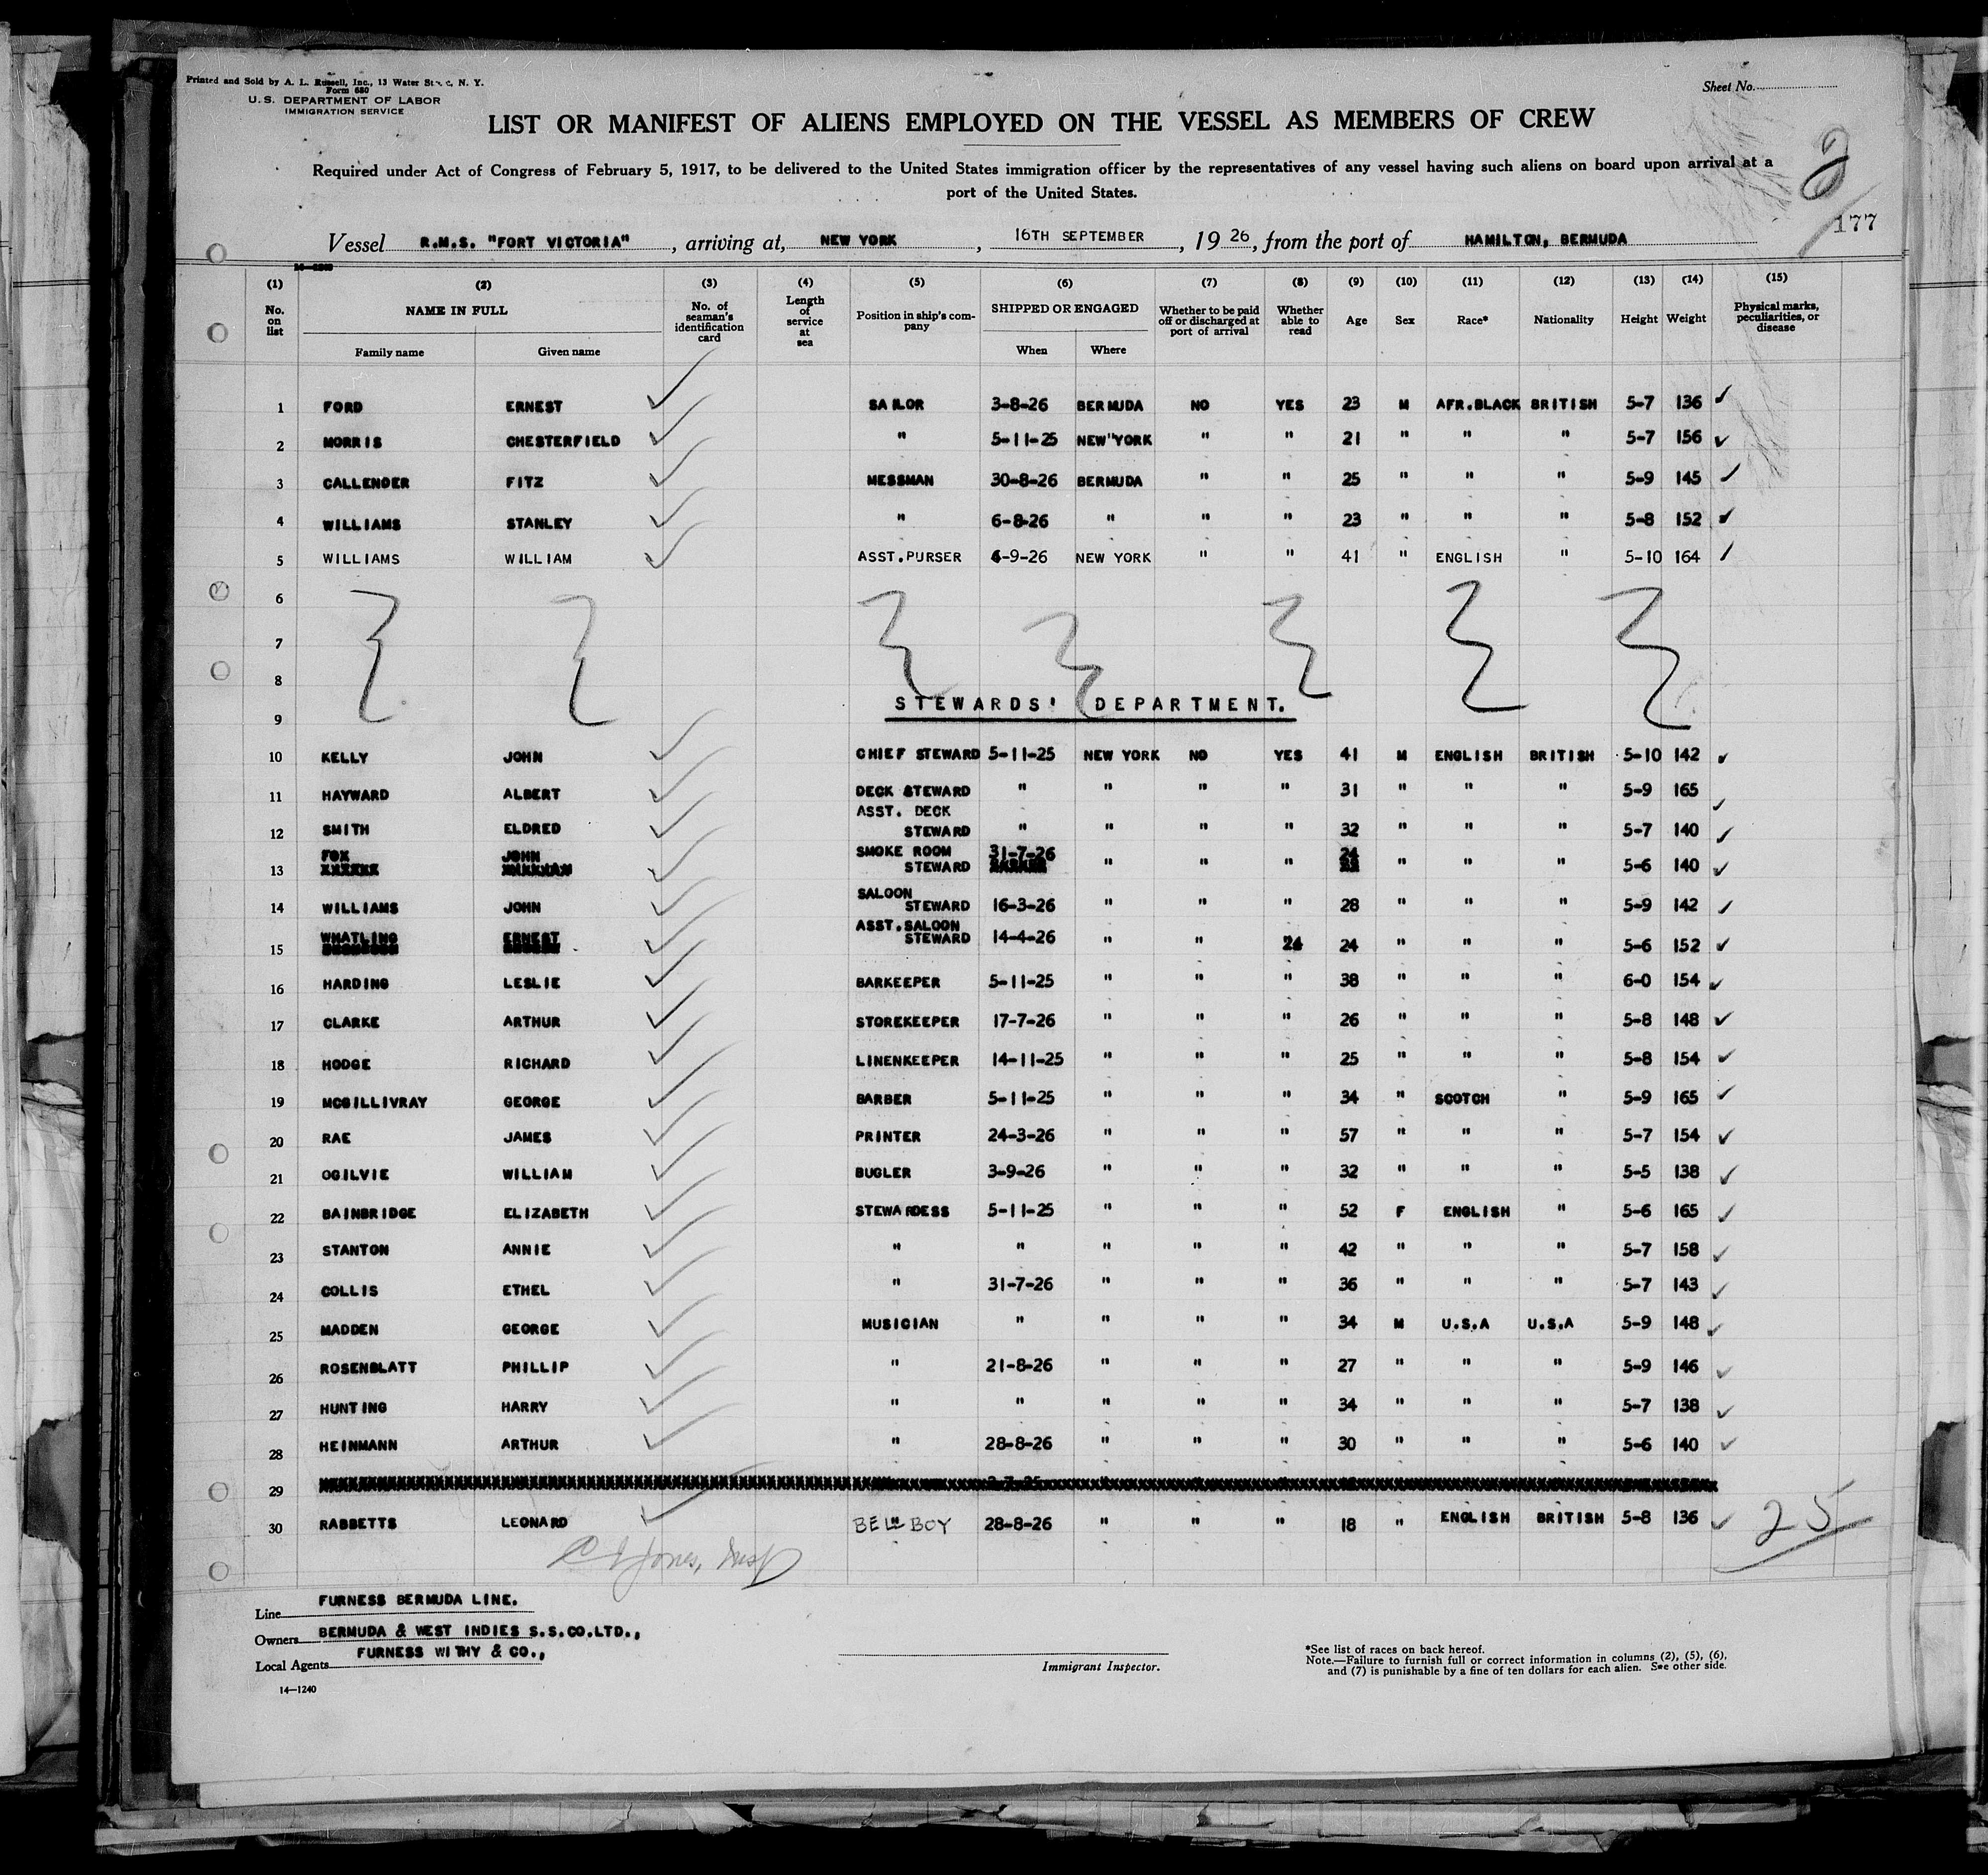 Printed and Sold by A. L. Russell, Inc., 13 Water St., N. Y.
Form 680
U. S. DEPARTMENT OF LABOR
IMMIGRATION SERVICE
Sheet No.
LIST OR MANIFEST OF ALIENS EMPLOYED ON THE VESSEL AS MEMBERS OF CREW
Required under Act of Congress of February 5, 1917, to be delivered to the United States immigration officer by the representatives of any vessel having such aliens on board upon arrival at a
port of the United States.
2
177
Vessel R.M.S. "FORT VICTORIA", arriving at, NEW YORK, 16TH SEPTEMBER, 19 26, from the port of HAMILTON, BERMUDA
14-1240
(1) (2) (3) (4) (5) (6) (7) (8) (9) (10) (11) (12) (13) (14) (15)
No. on list NAME IN FULL Family name Given name No. of seaman's identification card Length of service at sea Position in ship's company SHIPPED OR ENGAGED When Where Whether to be paid off or discharged at port of arrival Whether able to read Age Sex Race* Nationality Height Weight Physical marks, peculiarities, or disease
1 FORD ERNEST SAILOR 3-8-26 BERMUDA NO YES 23 M AFR.BLACK BRITISH 5-7 136
2 MORRIS CHESTERFIELD " 5-11-25 NEW"YORK " " 21 " " " 5-7 156
3 CALLENDER FITZ MESSMAN 30-8-26 BERMUDA " " 25 " " " 5-9 145
4 WILLIAMS STANLEY " 6-8-26 " " " 23 " " " 5-8 152
5 WILLIAMS WILLIAM ASST.PURSER 4-9-26 NEW YORK " " 41 " ENGLISH " 5-10 164
6
7
8
STEWARDS' DEPARTMENT.
9
10 KELLY JOHN CHIEF STEWARD 5-11-25 NEW YORK NO YES 41 M ENGLISH BRITISH 5-10 142
11 HAYWARD ALBERT DECK STEWARD " " " " 31 " " " 5-9 165
12 SMITH ELDRED ASST. DECK STEWARD " " " " 32 " " " 5-7 140
13 FOX JOHN SMOKE ROOM STEWARD 31-7-26 " " " 24 " " " 5-6 140
14 WILLIAMS JOHN SALOON STEWARD 16-3-26 " " " 28 " " " 5-9 142
15 WHATLING ERNEST ASST.SALOON STEWARD 14-4-26 " " 24 24 " " " 5-6 152
16 HARDING LESLIE BARKEEPER 5-11-25 " " " 38 " " " 6-0 154
17 CLARKE ARTHUR STOREKEEPER 17-7-26 " " " 26 " " " 5-8 148
18 HODGE RICHARD LINENKEEPER 14-11-25 " " " 25 " " " 5-8 154
19 MCGILLIVRAY GEORGE BARBER 5-11-25 " " " 34 " SCOTCH " 5-9 165
20 RAE JAMES PRINTER 24-3-26 " " " 57 " " " 5-7 154
21 OGILVIE WILLIAM BUGLER 3-9-26 " " " 32 " " " 5-5 138
22 BAINBRIDGE ELIZABETH STEWARDESS 5-11-25 " " " 52 F ENGLISH " 5-6 165
23 STANTON ANNIE " " " " " 42 " " " 5-7 158
24 COLLIS ETHEL " 31-7-26 " " " 36 " " " 5-7 143
25 MADDEN GEORGE MUSICIAN " " " " 34 M U.S.A U.S.A 5-9 148
26 ROSENBLATT PHILLIP " 21-8-26 " " " 27 " " " 5-9 146
27 HUNTING HARRY " " " " " 34 " " " 5-7 138
28 HEINMANN ARTHUR " 28-8-26 " " " 30 " " " 5-6 140
29
30 RABBETTS LEONARD BELL BOY 28-8-26 " " " 18 " ENGLISH BRITISH 5-8 136
25
Jones, Insp
Line FURNESS BERMUDA LINE.
Owners BERMUDA & WEST INDIES S.S.CO.LTD.,
Local Agents FURNESS WITHY & CO.,
Immigrant Inspector.
*See list of races on back hereof.
Note.—Failure to furnish full or correct information in columns (2), (5), (6),
and (7) is punishable by a fine of ten dollars for each alien. See other side.
14—1240